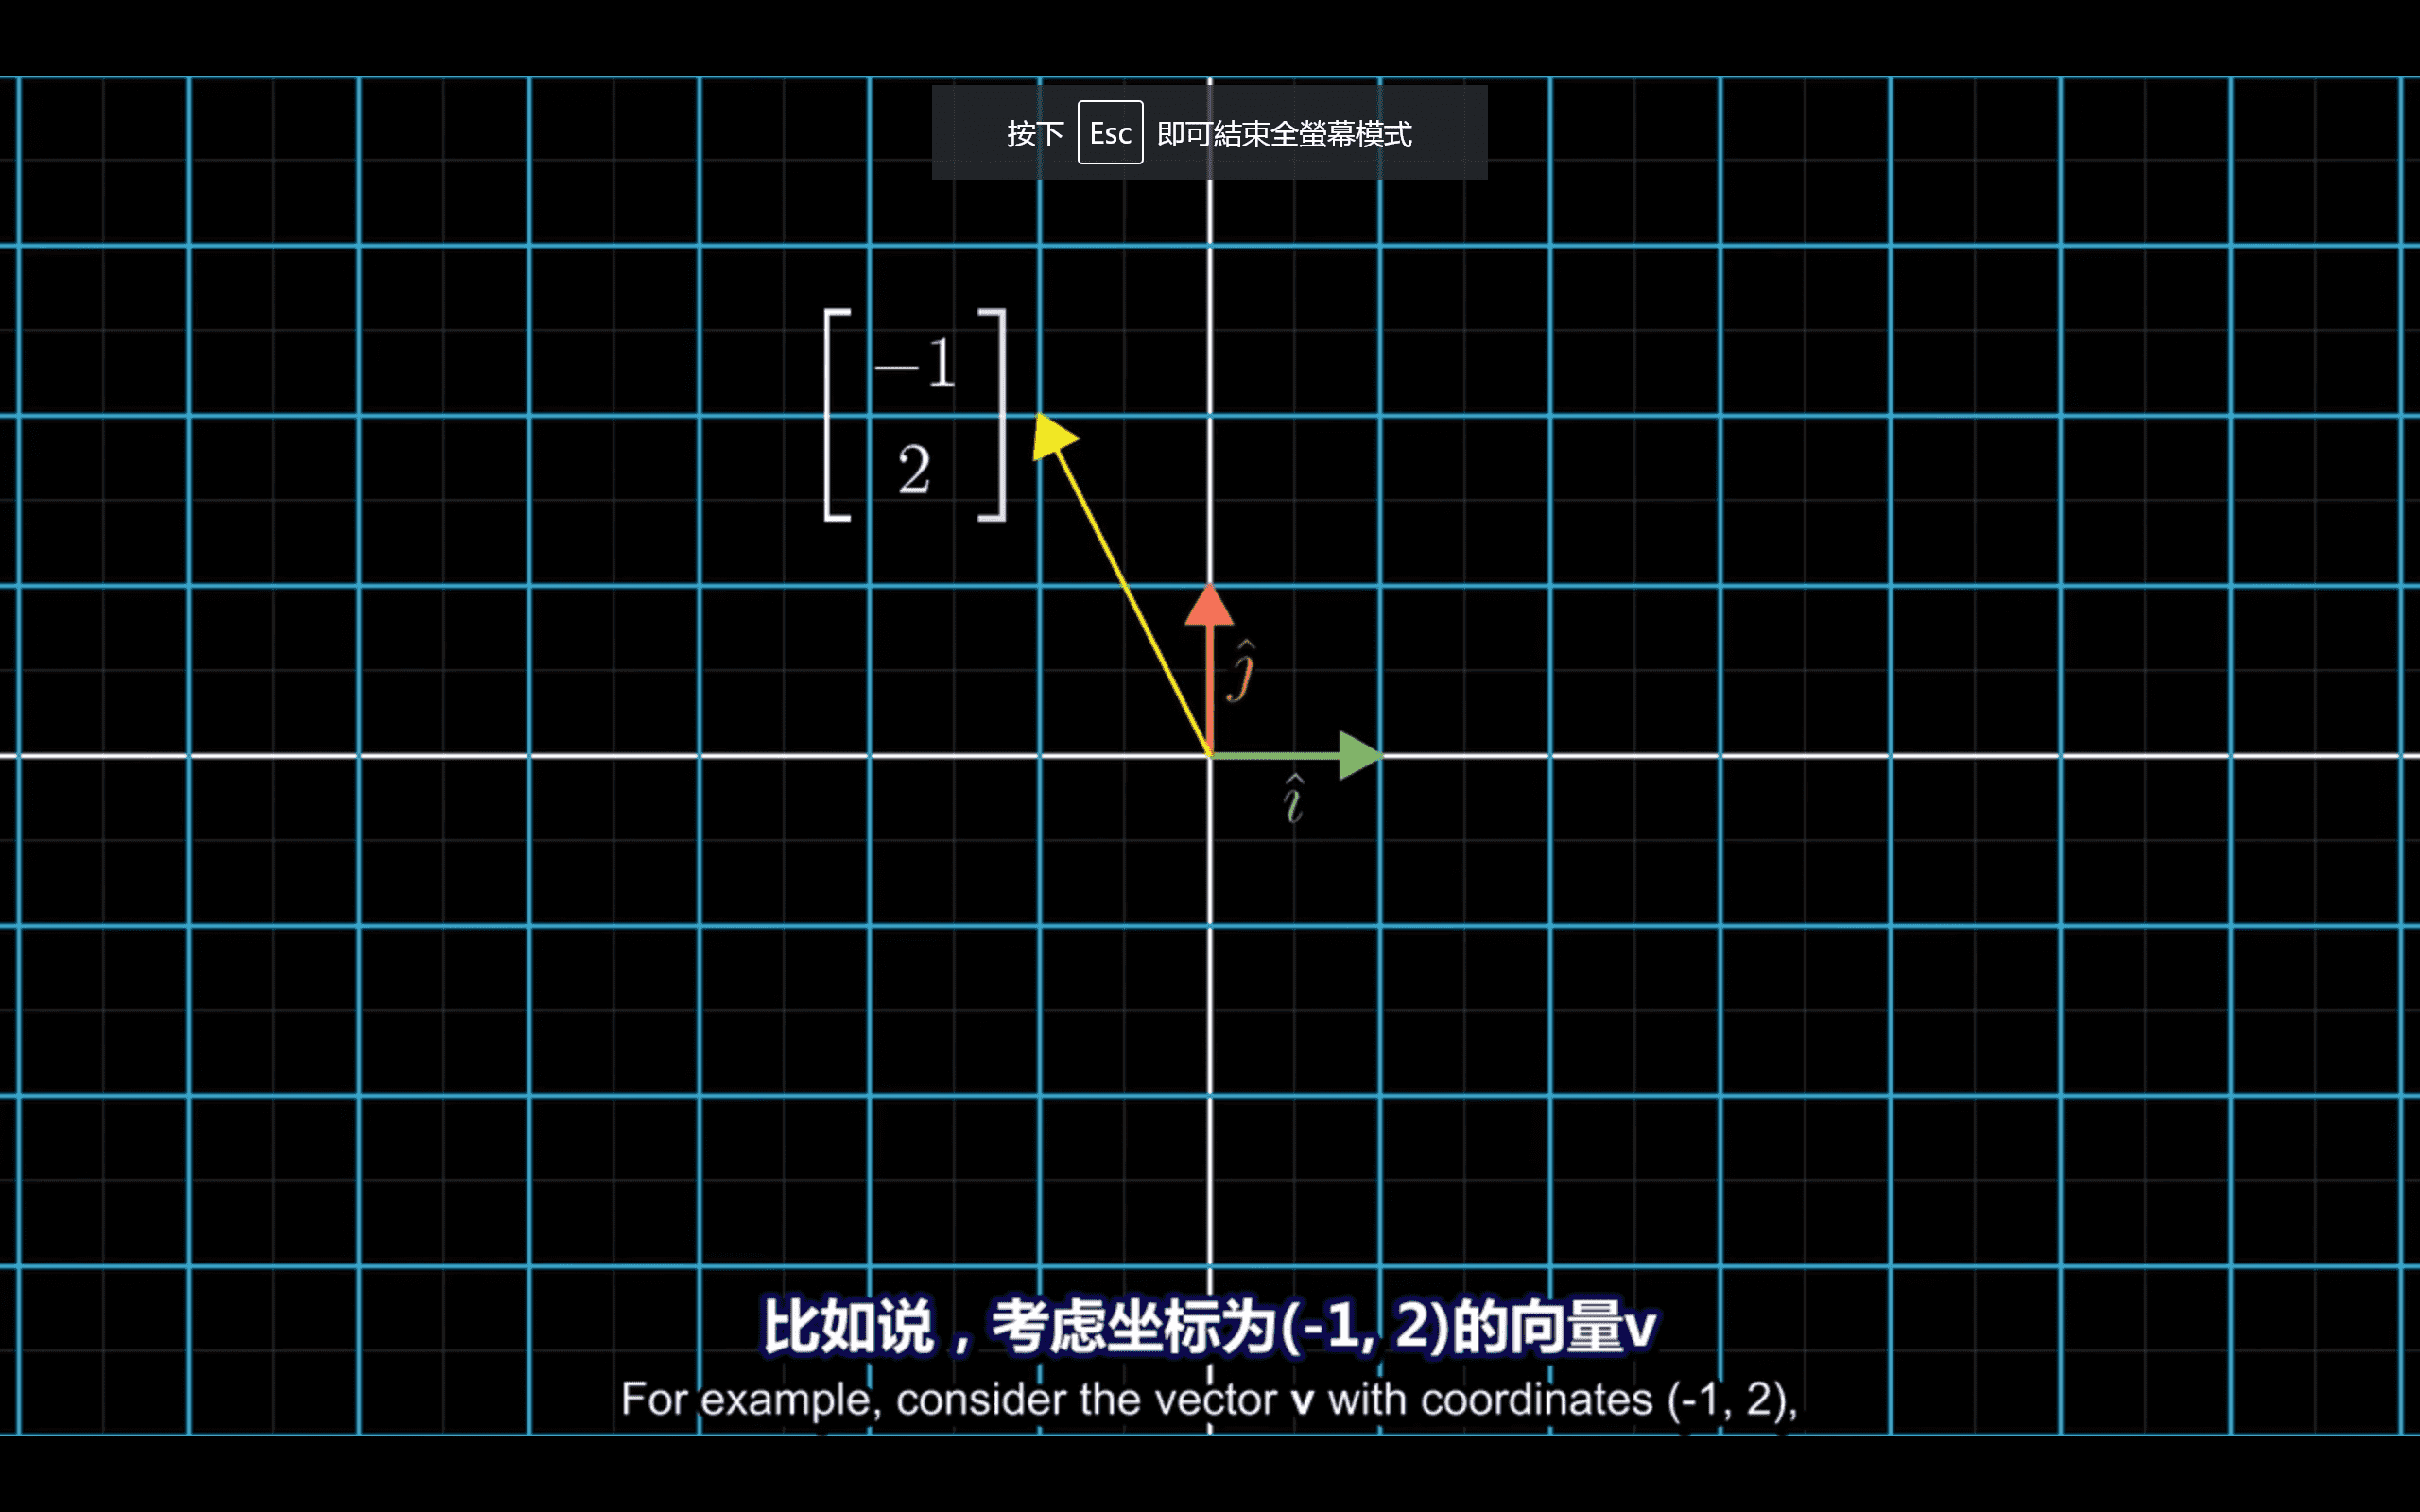 按下 Esc 即可結束全螢幕模式
−1
2
ĵ
î
比如说，考虑坐标为(-1, 2)的向量v
For example, consider the vector v with coordinates (-1, 2),